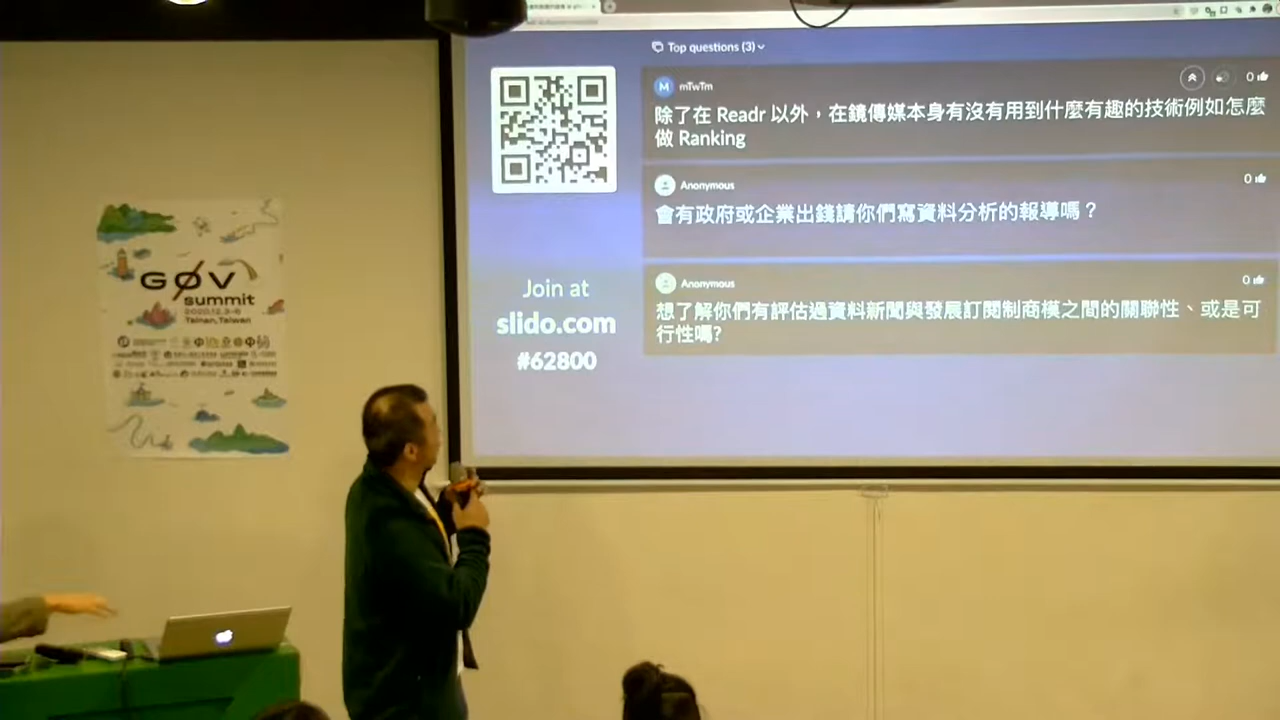 GØV
summit
2020.12.3-6
Tainan, Taiwan
Top questions (3)
M
mTwTm
0
除了在 Readr 以外，在鏡傳媒本身有沒有用到什麼有趣的技術例如怎麼
做 Ranking
Anonymous
0
會有政府或企業出錢請你們寫資料分析的報導嗎？
Anonymous
0
想了解你們有評估過資料新聞與發展訂閱制商模之間的關聯性、或是可
行性嗎?
Join at
slido.com
#62800